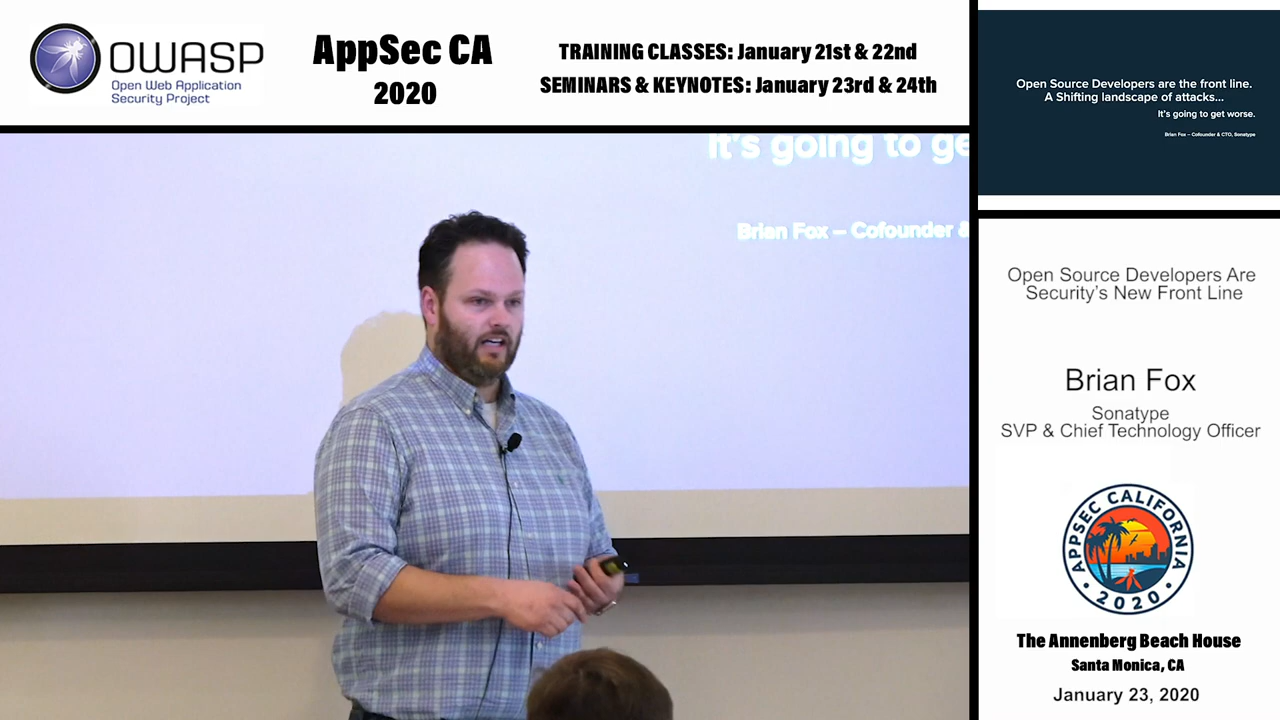 OWASP
Open Web Application
Security Project
AppSec CA
2020
TRAINING CLASSES: January 21st & 22nd
SEMINARS & KEYNOTES: January 23rd & 24th
It's going to ge
Brian Fox – Cofounder &
Open Source Developers are the front line.
A Shifting landscape of attacks...
It's going to get worse.
Brian Fox – Cofounder & CTO, Sonatype
Open Source Developers Are
Security's New Front Line
Brian Fox
Sonatype
SVP & Chief Technology Officer
APPSEC CALIFORNIA
• 2020 •
The Annenberg Beach House
Santa Monica, CA
January 23, 2020